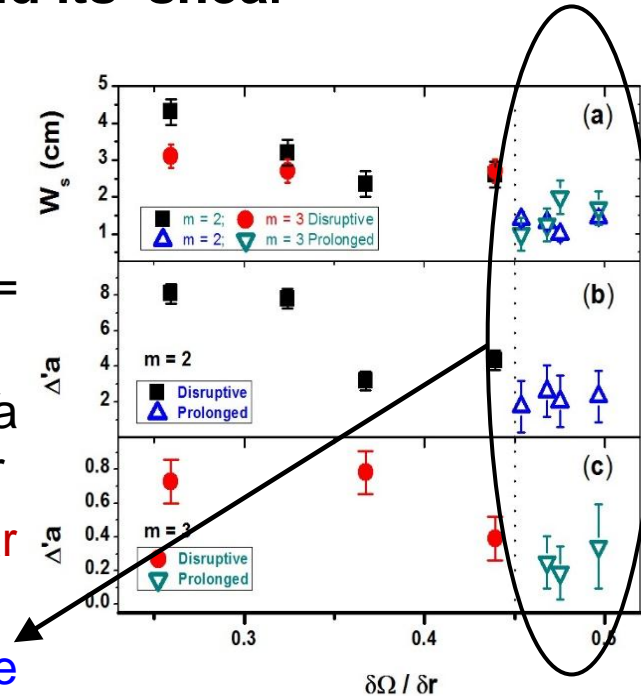 its shear
5
4
3
2
1
W_s (cm)
(a)
m = 2; m = 3 Disruptive
m = 2; m = 3 Prolonged
=
8
6
4
2
Δ'a
(b)
m = 2
Disruptive
Prolonged
a
r
r
0.8
0.6
0.4
0.2
0.0
Δ'a
(c)
m = 3
Disruptive
Prolonged
e
0.3 0.4 0.5
δΩ / δr